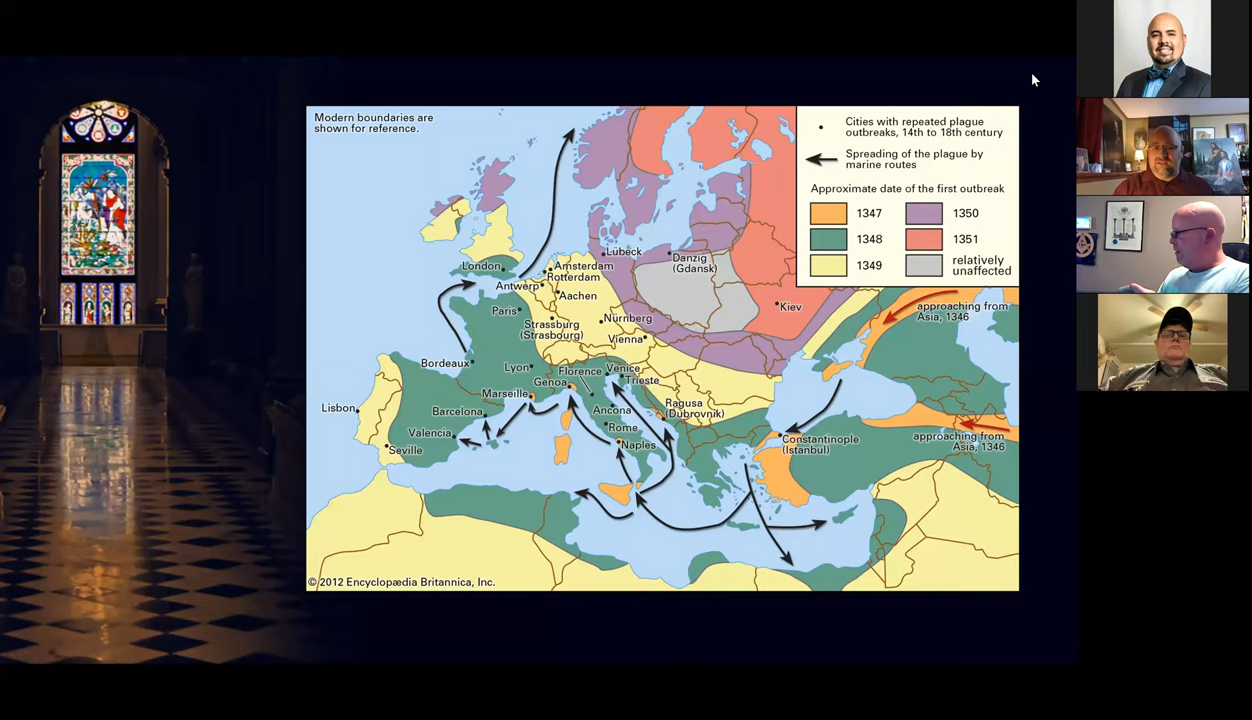 Modern boundaries are
shown for reference.
Cities with repeated plague
outbreaks, 14th to 18th century
Spreading of the plague by
marine routes
Approximate date of the first outbreak
1347
1350
1348
1351
1349
relatively
unaffected
Lübeck
Danzig
(Gdansk)
London
Amsterdam
Rotterdam
Antwerp
Aachen
Kiev
approaching from
Asia, 1346
Paris
Nürnberg
Strassburg
(Strasbourg)
Vienna
Bordeaux
Lyon
Florence
Venice
Trieste
Genoa
Marseille
Lisbon
Barcelona
Ancona
Ragusa
(Dubrovnik)
Valencia
Rome
Seville
Naples
Constantinople
(Istanbul)
approaching from
Asia, 1346
© 2012 Encyclopædia Britannica, Inc.